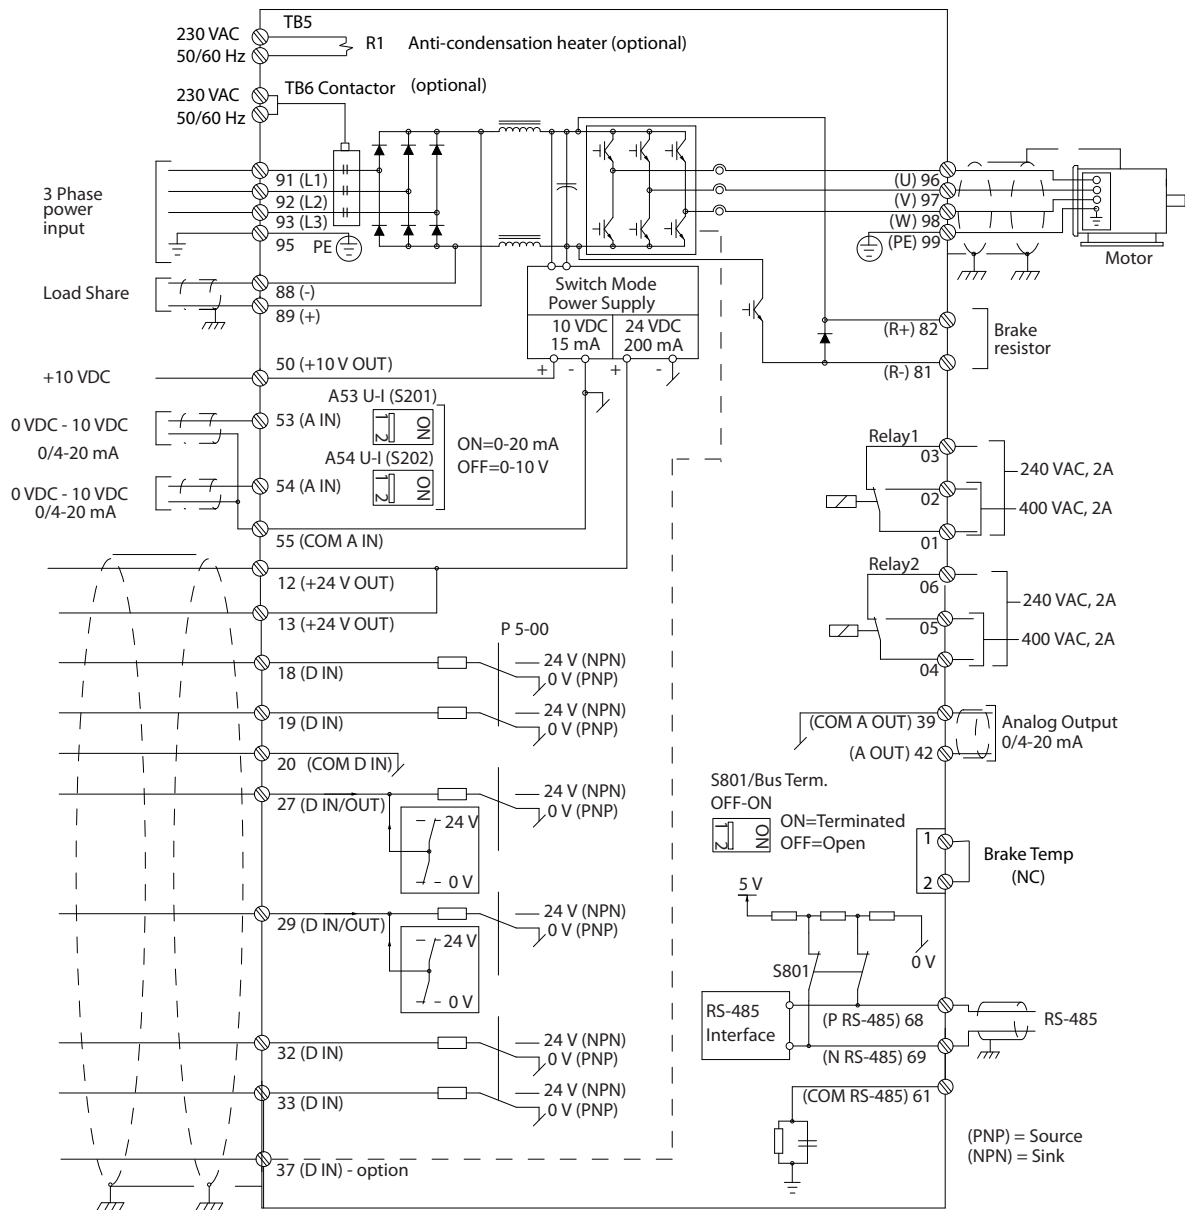 TB5
230 VAC
50/60 Hz
R1
Anti-condensation heater (optional)
TB6 Contactor
(optional)
230 VAC
50/60 Hz
3 Phase
power
input
91 (L1)
92 (L2)
93 (L3)
95
PE
(U) 96
(V) 97
(W) 98
(PE) 99
Motor
Load Share
88 (-)
89 (+)
Switch Mode
Power Supply
10 VDC
15 mA
24 VDC
200 mA
+ - + -
(R+) 82
(R-) 81
Brake
resistor
+10 VDC
50 (+10 V OUT)
0 VDC - 10 VDC
0/4-20 mA
53 (A IN)
A53 U-I (S201)
1 2
ON
ON=0-20 mA
OFF=0-10 V
A54 U-I (S202)
1 2
ON
0 VDC - 10 VDC
0/4-20 mA
54 (A IN)
55 (COM A IN)
Relay1
03
02
01
240 VAC, 2A
400 VAC, 2A
Relay2
06
05
04
240 VAC, 2A
400 VAC, 2A
12 (+24 V OUT)
13 (+24 V OUT)
P 5-00
18 (D IN)
24 V (NPN)
0 V (PNP)
19 (D IN)
24 V (NPN)
0 V (PNP)
20 (COM D IN)
27 (D IN/OUT)
24 V (NPN)
0 V (PNP)
24 V
0 V
29 (D IN/OUT)
24 V (NPN)
0 V (PNP)
24 V
0 V
32 (D IN)
24 V (NPN)
0 V (PNP)
33 (D IN)
24 V (NPN)
0 V (PNP)
37 (D IN) - option
(COM A OUT) 39
(A OUT) 42
Analog Output
0/4-20 mA
S801/Bus Term.
OFF-ON
1 2
ON
ON=Terminated
OFF=Open
1
2
Brake Temp
(NC)
5 V
S801
0 V
RS-485
Interface
(P RS-485) 68
(N RS-485) 69
RS-485
(COM RS-485) 61
(PNP) = Source
(NPN) = Sink